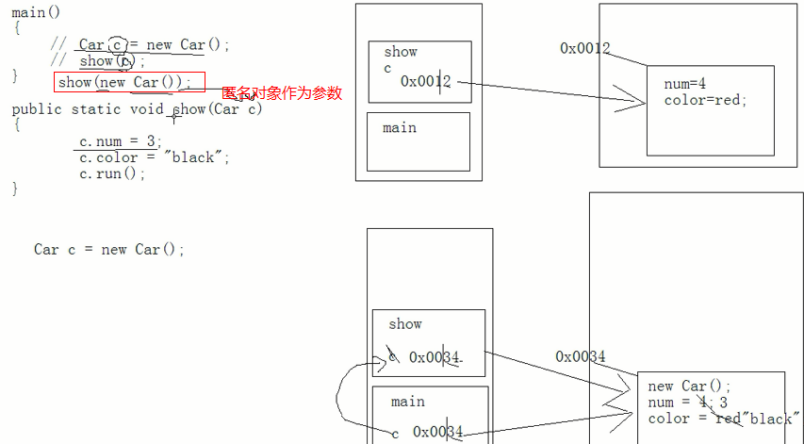 main()
{
// Car c = new Car();
// show(c);
}
show(new Car());
匿名对象作为参数
public static void show(Car c)
{
c.num = 3;
c.color = "black";
c.run();
}
Car c = new Car();
show
c
0x0012
main
0x0012
num=4
color=red;
show
c 0x0034
main
c 0x0034
0x0034
new Car();
num = 4; 3
color = red"black"